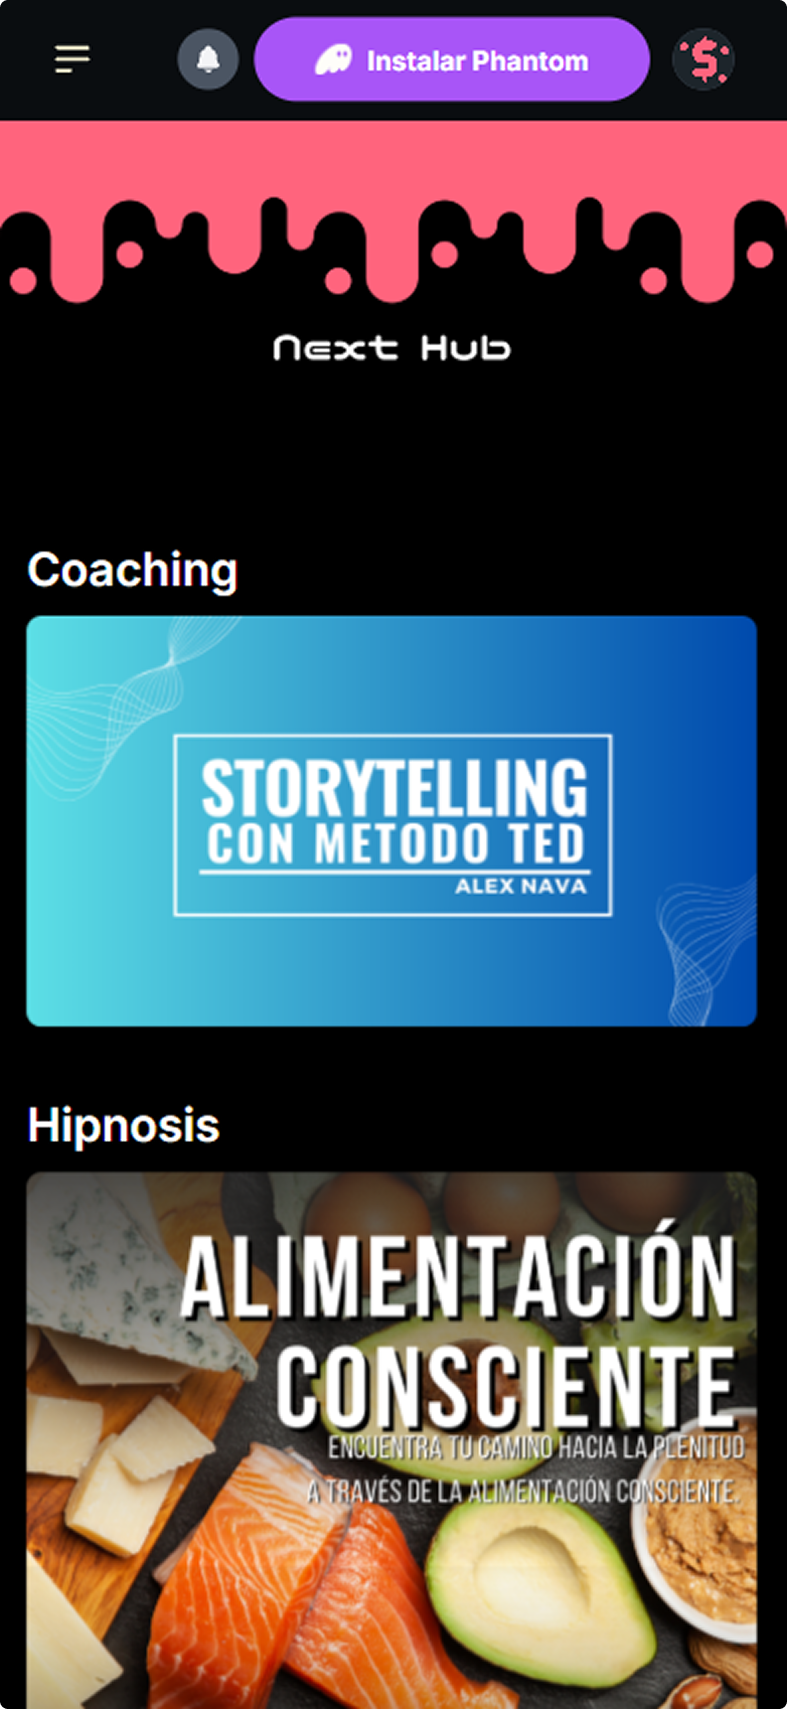 Instalar Phantom
Next Hub
Coaching
STORYTELLING
CON METODO TED
ALEX NAVA
Hipnosis
ALIMENTACIÓN
CONSCIENTE
ENCUENTRA TU CAMINO HACIA LA PLENITUD
A TRAVÉS DE LA ALIMENTACIÓN CONSCIENTE.